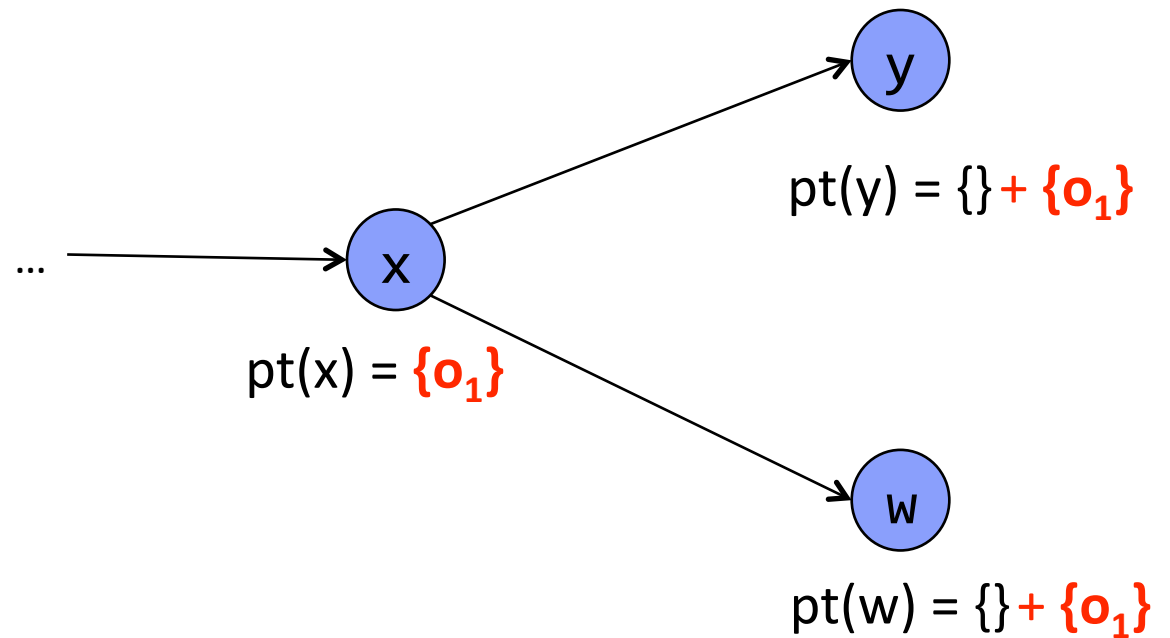 y
pt(y) = {} + {o₁}
... x
pt(x) = {o₁}
w
pt(w) = {} + {o₁}